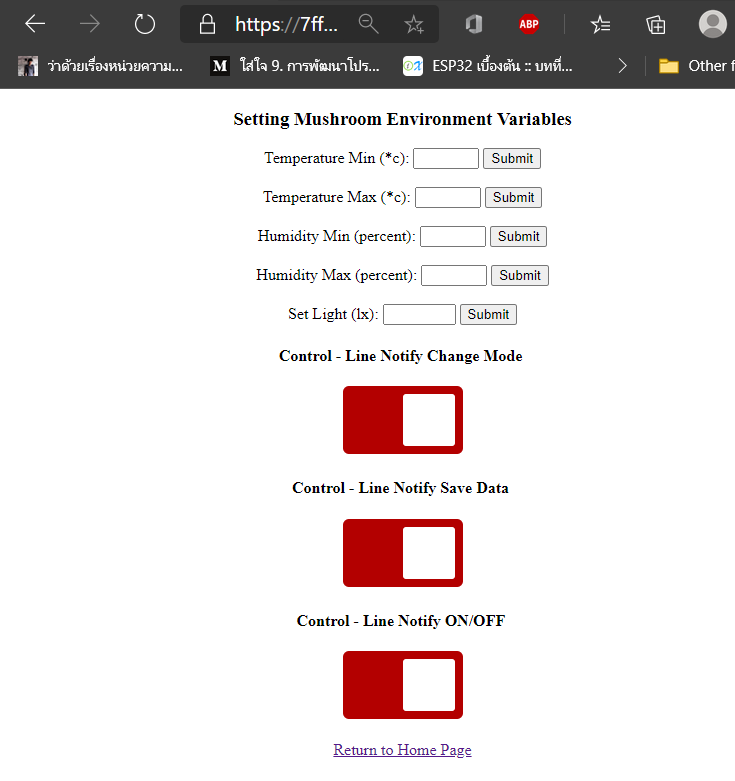 https://7ff...
ABP
ว่าด้วยเรื่องหน่วยความ...
M
ใส่ใจ 9. การพัฒนาโปร...
DX
ESP32 เบื้องต้น :: บทที่...
Other f
Setting Mushroom Environment Variables
Temperature Min (*c): Submit
Temperature Max (*c): Submit
Humidity Min (percent): Submit
Humidity Max (percent): Submit
Set Light (lx): Submit
Control - Line Notify Change Mode
Control - Line Notify Save Data
Control - Line Notify ON/OFF
Return to Home Page